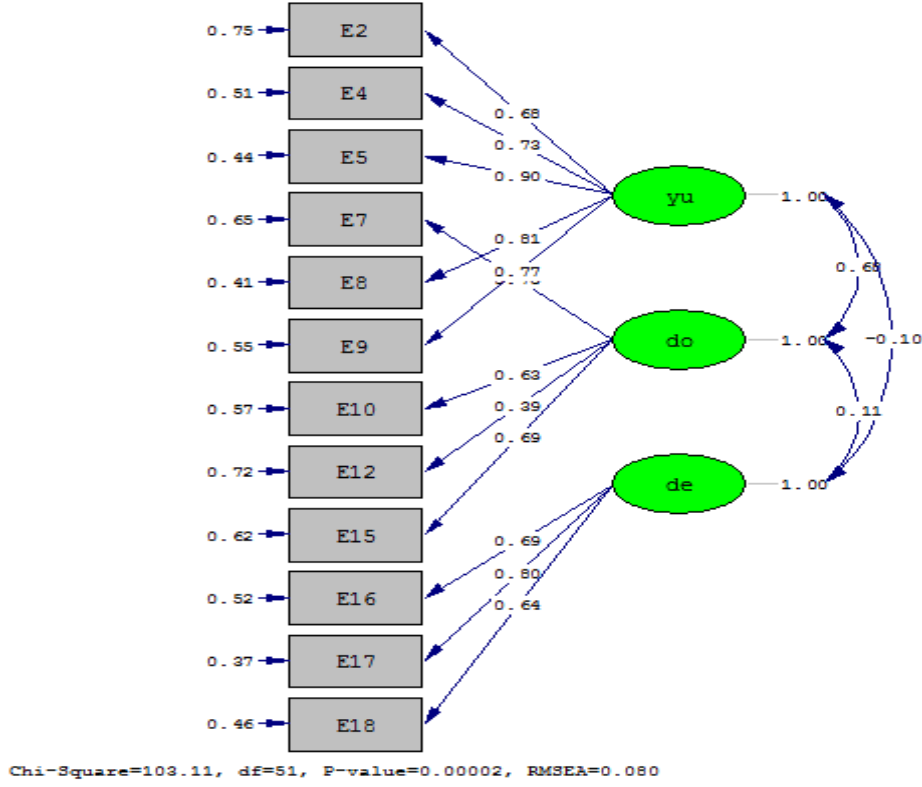 0.75 E2
0.68
0.51 E4
0.73
0.44 E5
0.90
yu 1.00
0.65 E7
0.81
0.41 E8
0.77
0.55 E9
do 1.00
-0.10
0.63
0.57 E10
0.39
0.11
0.69
0.72 E12
de 1.00
0.62 E15
0.69
0.80
0.52 E16
0.64
0.37 E17
0.46 E18
Chi-Square=103.11, df=51, P-value=0.00002, RMSEA=0.080